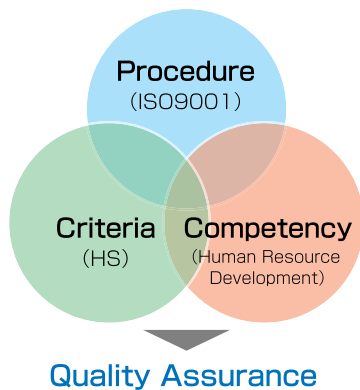 Procedure
(ISO9001)
Criteria
(HS)
Competency
(Human Resource
Development)
Quality Assurance